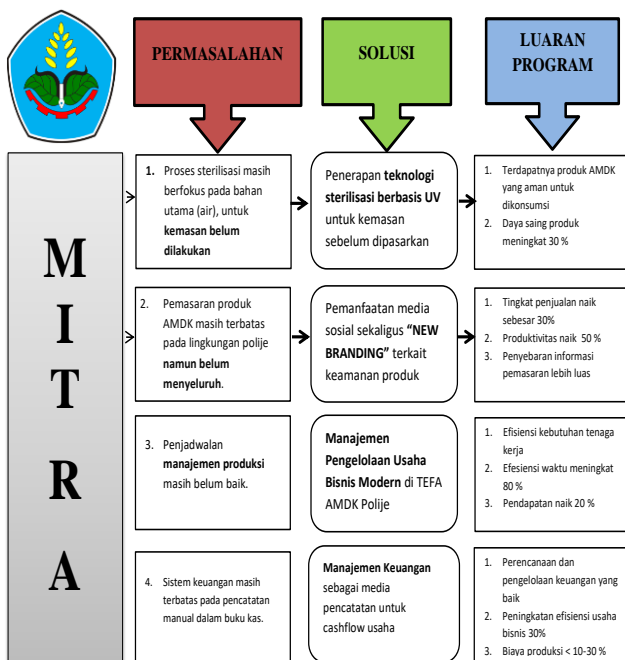 PERMASALAHAN
SOLUSI
LUARAN
PROGRAM
M
I
T
R
A
1. Proses sterilisasi masih
berfokus pada bahan
utama (air), untuk
kemasan belum
dilakukan
Penerapan teknologi
sterilisasi berbasis UV
untuk kemasan
sebelum dipasarkan
1. Terdapatnya produk AMDK
yang aman untuk
dikonsumsi
2. Daya saing produk
meningkat 30 %
2. Pemasaran produk
AMDK masih terbatas
pada lingkungan polije
namun belum
menyeluruh.
Pemanfaatan media
sosial sekaligus “NEW
BRANDING” terkait
keamanan produk
1. Tingkat penjualan naik
sebesar 30%
2. Produktivitas naik 50 %
3. Penyebaran informasi
pemasaran lebih luas
3. Penjadwalan
manajemen produksi
masih belum baik.
Manajemen
Pengelolaan Usaha
Bisnis Modern di TEFA
AMDK Polije
1. Efisiensi kebutuhan tenaga
kerja
2. Efesiensi waktu meningkat
80 %
3. Pendapatan naik 20 %
4. Sistem keuangan masih
terbatas pada pencatatan
manual dalam buku kas.
Manajemen Keuangan
sebagai media
pencatatan untuk
cashflow usaha
1. Perencanaan dan
pengelolaan keuangan yang
baik
2. Peningkatan efisiensi usaha
bisnis 30%
3. Biaya produksi < 10-30 %